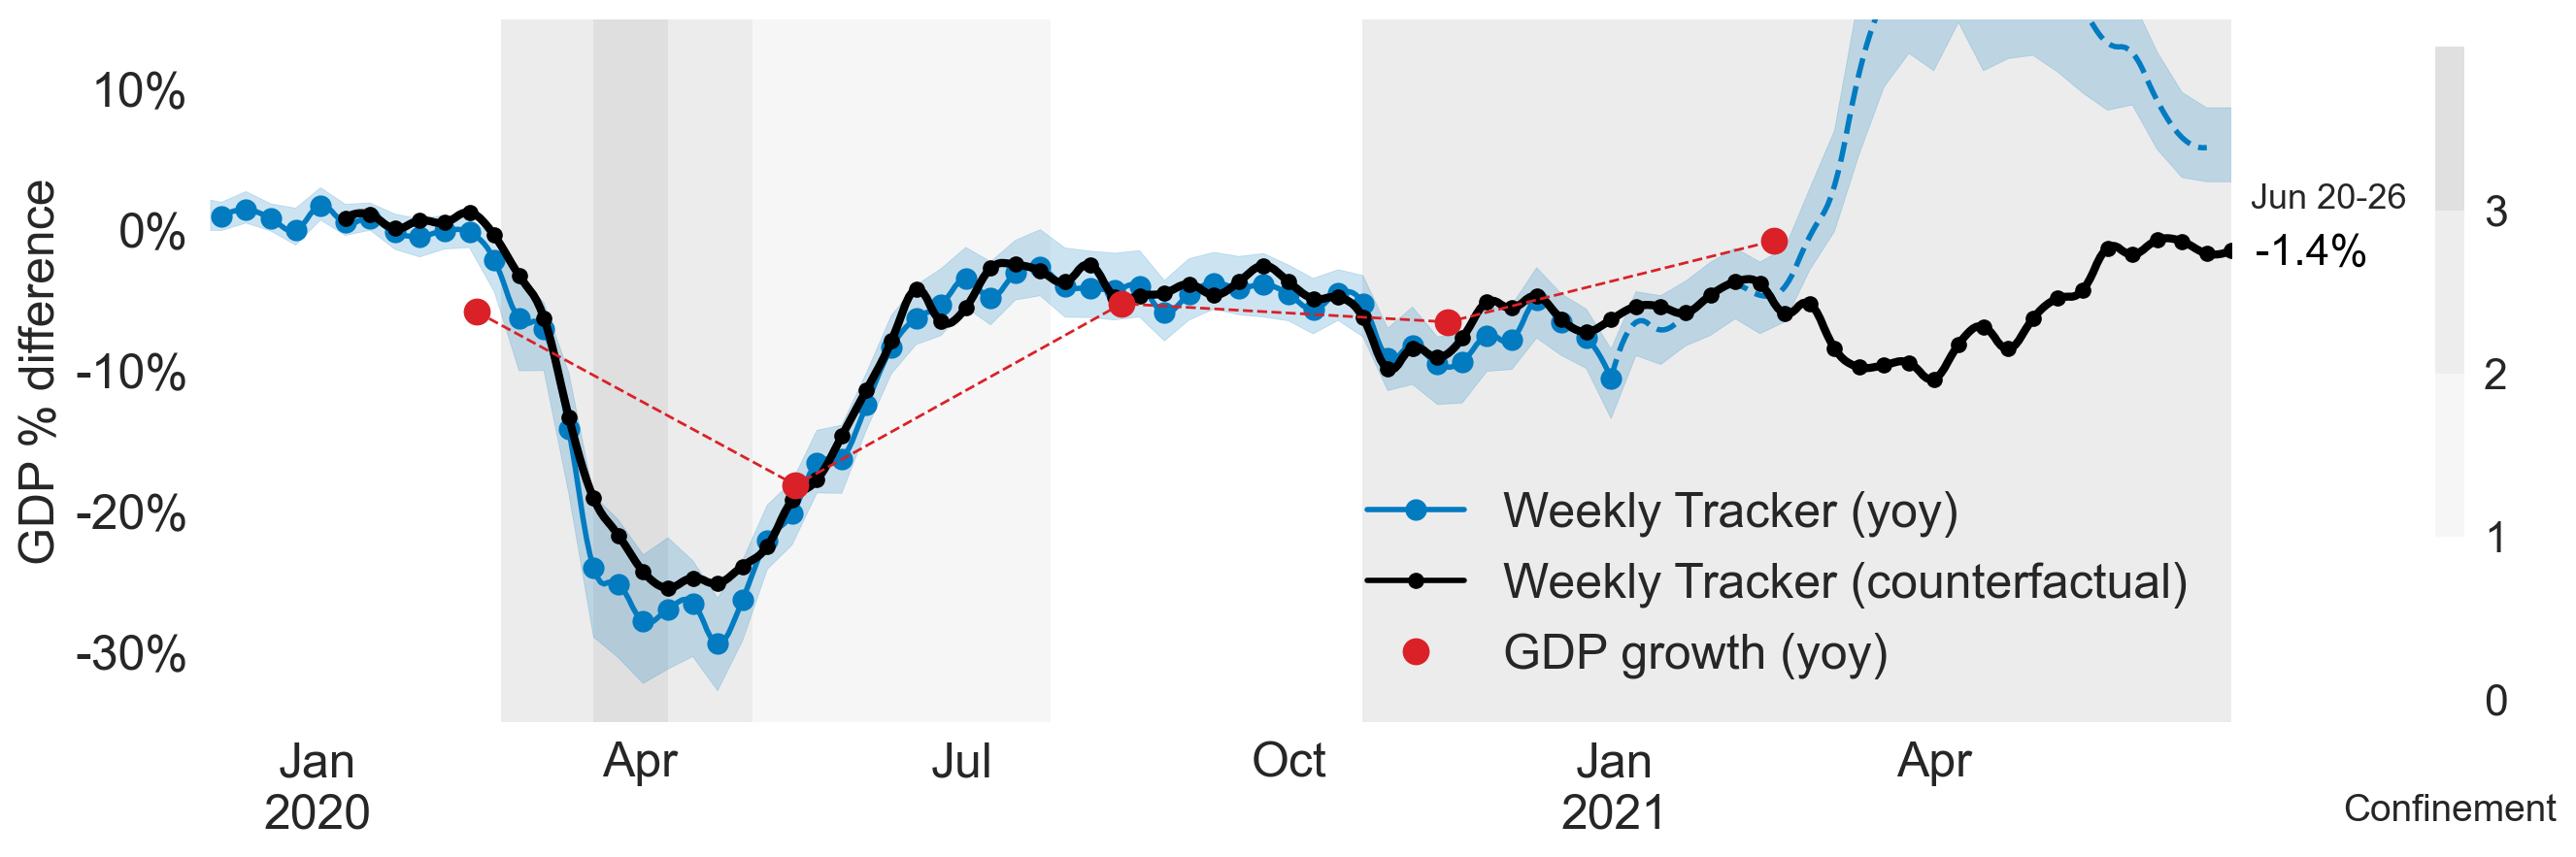 GDP % difference
10%
0%
-10%
-20%
-30%
Jan
2020
Apr
Jul
Oct
Jan
2021
Apr
Weekly Tracker (yoy)
Weekly Tracker (counterfactual)
GDP growth (yoy)
Jun 20-26
-1.4%
3
2
1
0
Confinement